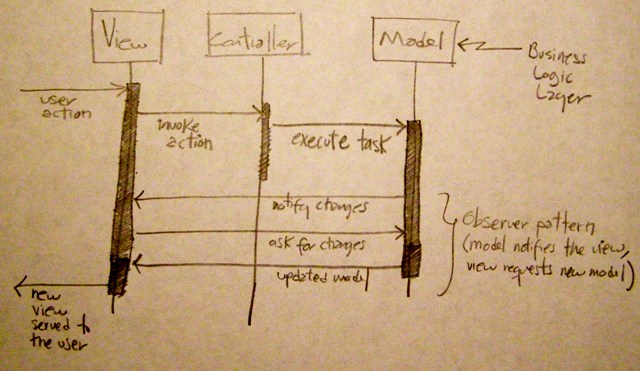 View
Controller
Model
Business
Logic
Layer
user
action
invoke
action
execute task
notify changes
ask for changes
updated model
Observer pattern
(model notifies the view,
view requests new model)
new
view
served to
the user